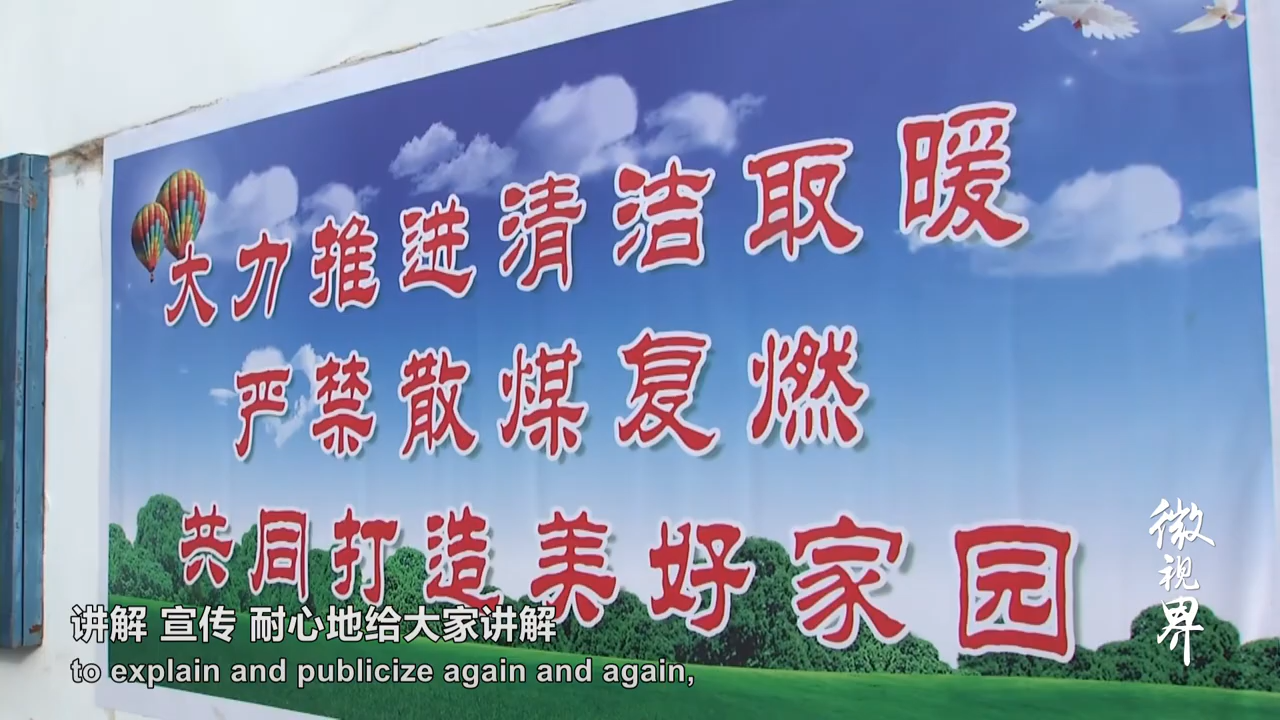 大力推进清洁取暖
严禁散煤复燃
共同打造美好家园
微视界
讲解 宣传 耐心地给大家讲解
to explain and publicize again and again,